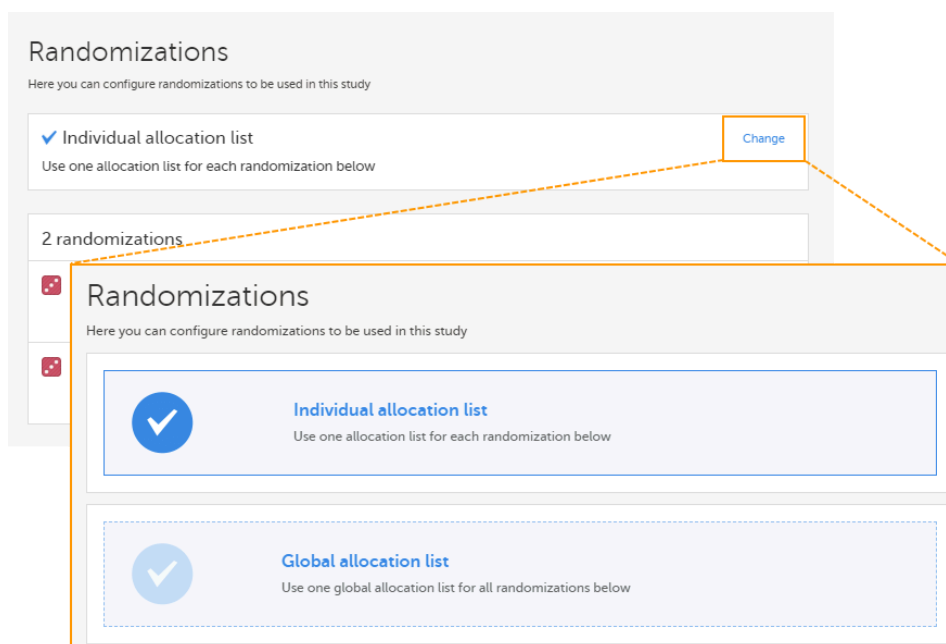 Randomizations
Here you can configure randomizations to be used in this study
Individual allocation list
Change
Use one allocation list for each randomization below
2 randomizations
Randomizations
Here you can configure randomizations to be used in this study
Individual allocation list
Use one allocation list for each randomization below
Global allocation list
Use one global allocation list for all randomizations below